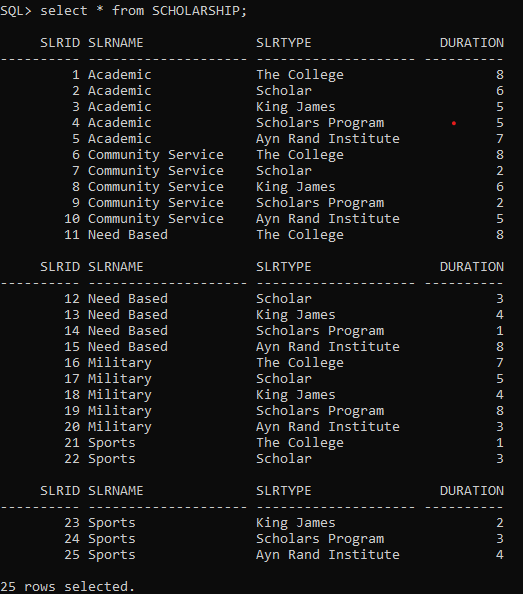 SQL> select * from SCHOLARSHIP;
SLRID SLRNAME SLRTYPE DURATION
---------- -------------------- -------------------- ----------
1 Academic The College 8
2 Academic Scholar 6
3 Academic King James 5
4 Academic Scholars Program 5
5 Academic Ayn Rand Institute 7
6 Community Service The College 8
7 Community Service Scholar 2
8 Community Service King James 6
9 Community Service Scholars Program 2
10 Community Service Ayn Rand Institute 5
11 Need Based The College 8
SLRID SLRNAME SLRTYPE DURATION
---------- -------------------- -------------------- ----------
12 Need Based Scholar 3
13 Need Based King James 4
14 Need Based Scholars Program 1
15 Need Based Ayn Rand Institute 8
16 Military The College 7
17 Military Scholar 5
18 Military King James 4
19 Military Scholars Program 8
20 Military Ayn Rand Institute 3
21 Sports The College 1
22 Sports Scholar 3
SLRID SLRNAME SLRTYPE DURATION
---------- -------------------- -------------------- ----------
23 Sports King James 2
24 Sports Scholars Program 3
25 Sports Ayn Rand Institute 4
25 rows selected.